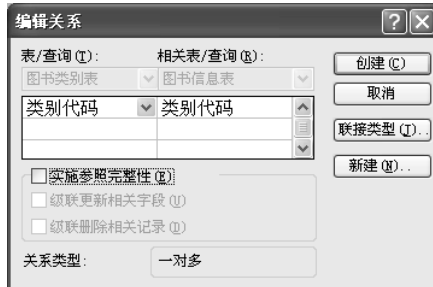 编辑关系
表/查询(T): 相关表/查询(R):
图书类别表 图书信息表
类别代码 类别代码
实施参照完整性(E)
级联更新相关字段(U)
级联删除相关记录(D)
关系类型: 一对多
创建(C)
取消
联接类型(J)..
新建(N)..